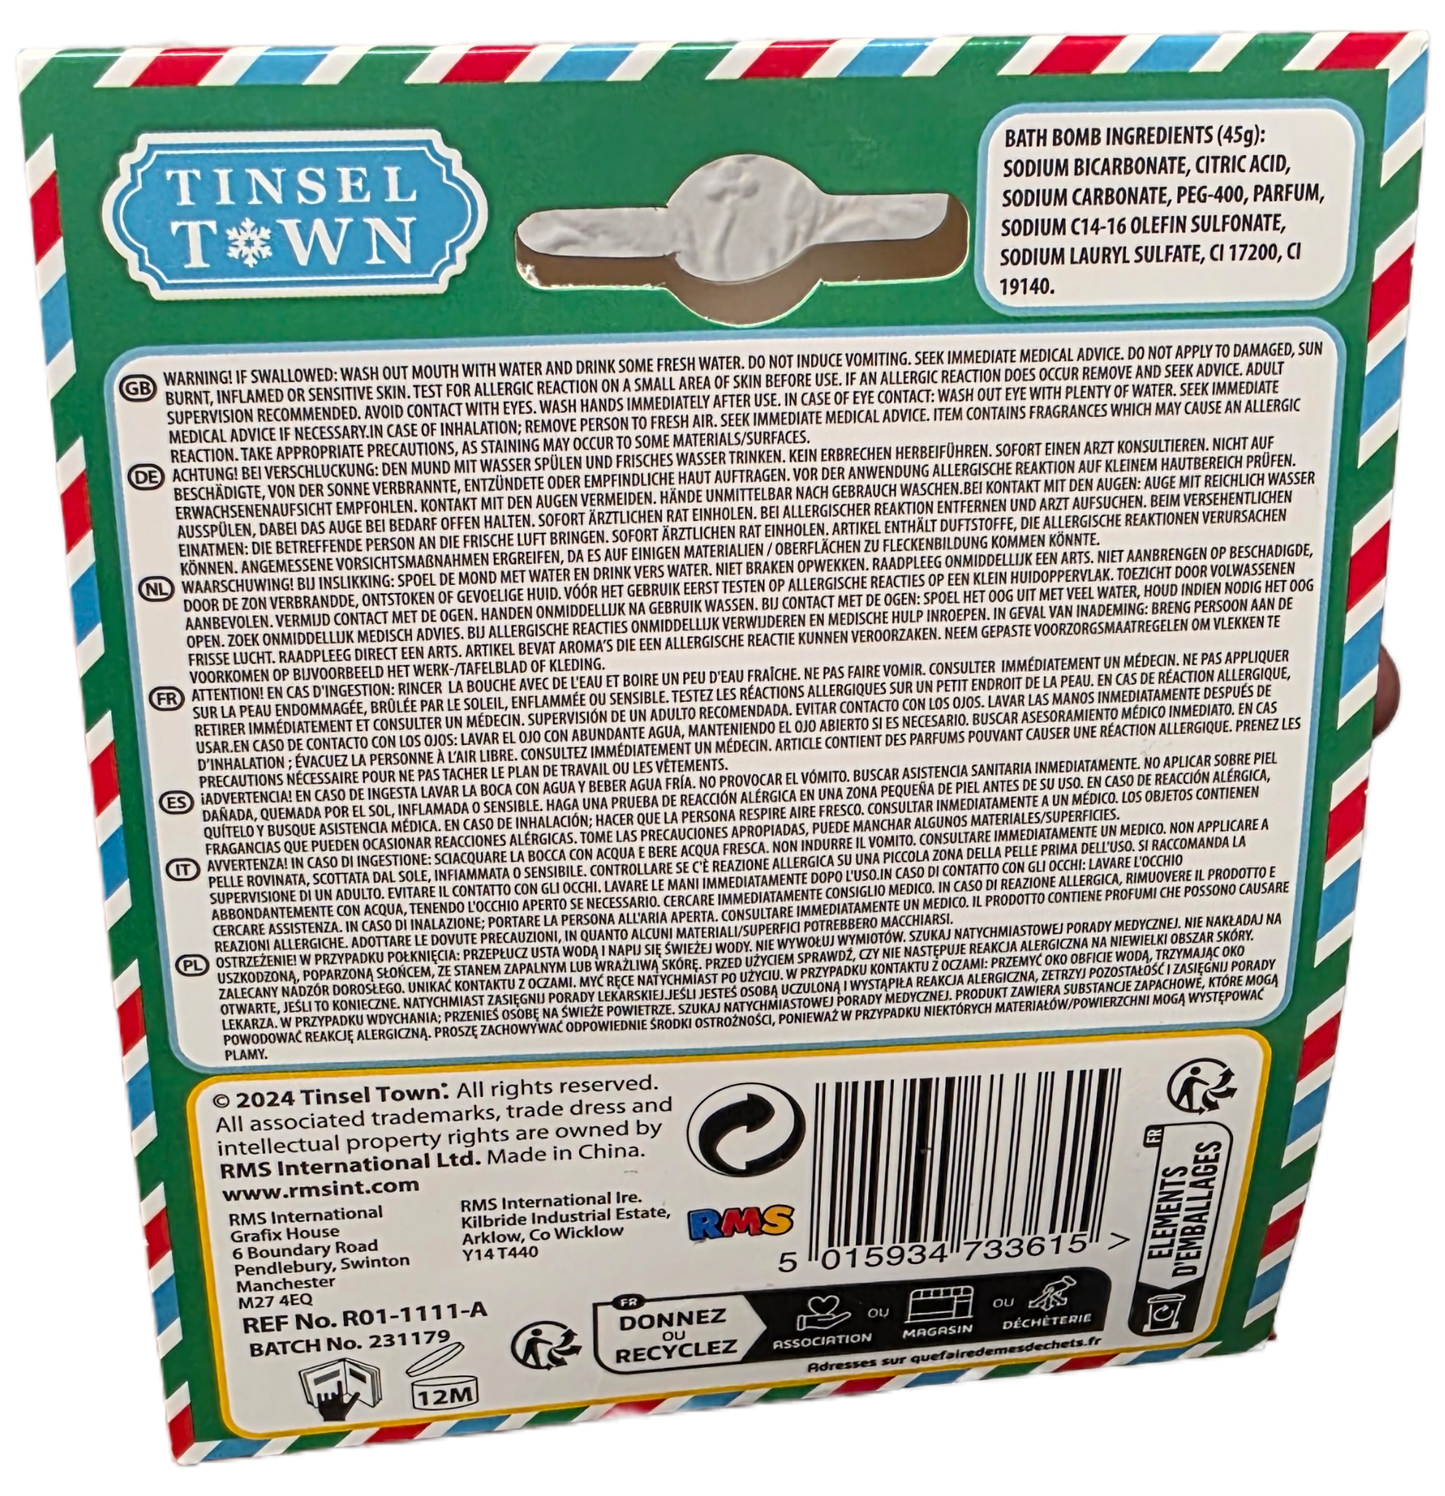 TINSEL
TOWN
BATH BOMB INGREDIENTS (45g):
SODIUM BICARBONATE, CITRIC ACID,
SODIUM CARBONATE, PEG-400, PARFUM,
SODIUM C14-16 OLEFIN SULFONATE,
SODIUM LAURYL SULFATE, CI 17200, CI
19140.
GB WARNING! IF SWALLOWED: WASH OUT MOUTH WITH WATER AND DRINK SOME FRESH WATER. DO NOT INDUCE VOMITING. SEEK IMMEDIATE MEDICAL ADVICE. DO NOT APPLY TO DAMAGED, SUN
BURNT, INFLAMED OR SENSITIVE SKIN. TEST FOR ALLERGIC REACTION ON A SMALL AREA OF SKIN BEFORE USE. IF AN ALLERGIC REACTION DOES OCCUR REMOVE AND SEEK ADVICE. ADULT
SUPERVISION RECOMMENDED. AVOID CONTACT WITH EYES. WASH HANDS IMMEDIATELY AFTER USE. IN CASE OF EYE CONTACT: WASH OUT EYE WITH PLENTY OF WATER. SEEK IMMEDIATE
MEDICAL ADVICE IF NECESSARY.IN CASE OF INHALATION; REMOVE PERSON TO FRESH AIR. SEEK IMMEDIATE MEDICAL ADVICE. ITEM CONTAINS FRAGRANCES WHICH MAY CAUSE AN ALLERGIC
REACTION. TAKE APPROPRIATE PRECAUTIONS, AS STAINING MAY OCCUR TO SOME MATERIALS/SURFACES.
DE ACHTUNG! BEI VERSCHLUCKUNG: DEN MUND MIT WASSER SPÜLEN UND FRISCHES WASSER TRINKEN. KEIN ERBRECHEN HERBEIFÜHREN. SOFORT EINEN ARZT KONSULTIEREN. NICHT AUF
BESCHÄDIGTE, VON DER SONNE VERBRANNTE, ENTZÜNDETE ODER EMPFINDLICHE HAUT AUFTRAGEN. VOR DER ANWENDUNG ALLERGISCHE REAKTION AUF KLEINEM HAUTBEREICH PRÜFEN.
ERWACHSENENAUFSICHT EMPFOHLEN. KONTAKT MIT DEN AUGEN VERMEIDEN. HÄNDE UNMITTELBAR NACH GEBRAUCH WASCHEN.BEI KONTAKT MIT DEN AUGEN: AUGE MIT REICHLICH WASSER
AUSSPÜLEN, DABEI DAS AUGE BEI BEDARF OFFEN HALTEN. SOFORT ÄRZTLICHEN RAT EINHOLEN. BEI ALLERGISCHER REAKTION ENTFERNEN UND ARZT AUFSUCHEN. BEIM VERSEHENTLICHEN
EINATMEN: DIE BETREFFENDE PERSON AN DIE FRISCHE LUFT BRINGEN. SOFORT ÄRZTLICHEN RAT EINHOLEN. ARTIKEL ENTHÄLT DUFTSTOFFE, DIE ALLERGISCHE REAKTIONEN VERURSACHEN
KÖNNEN. ANGEMESSENE VORSICHTSMAßNAHMEN ERGREIFEN, DA ES AUF EINIGEN MATERIALIEN / OBERFLÄCHEN ZU FLECKENBILDUNG KOMMEN KÖNNTE.
NL WAARSCHUWING! BIJ INSLIKKING: SPOEL DE MOND MET WATER EN DRINK VERS WATER. NIET BRAKEN OPWEKKEN. RAADPLEEG ONMIDDELLIJK EEN ARTS. NIET AANBRENGEN OP BESCHADIGDE,
DOOR DE ZON VERBRANDDE, ONTSTOKEN OF GEVOELIGE HUID. VÓÓR HET GEBRUIK EERST TESTEN OP ALLERGISCHE REACTIES OP EEN KLEIN HUIDOPPERVLAK. TOEZICHT DOOR VOLWASSENEN
AANBEVOLEN. VERMIJD CONTACT MET DE OGEN. HANDEN ONMIDDELLIJK NA GEBRUIK WASSEN. BIJ CONTACT MET DE OGEN: SPOEL HET OOG UIT MET VEEL WATER, HOUD INDIEN NODIG HET OOG
OPEN. ZOEK ONMIDDELLIJK MEDISCH ADVIES. BIJ ALLERGISCHE REACTIES ONMIDDELLIJK VERWIJDEREN EN MEDISCHE HULP INROEPEN. IN GEVAL VAN INADEMING: BRENG PERSOON AAN DE
FRISSE LUCHT. RAADPLEEG DIRECT EEN ARTS. ARTIKEL BEVAT AROMA'S DIE EEN ALLERGISCHE REACTIE KUNNEN VEROORZAKEN. NEEM GEPASTE VOORZORGSMAATREGELEN OM VLEKKEN TE
VOORKOMEN OP BIJVOORBEELD HET WERK-/TAFELBLAD OF KLEDING.
FR ATTENTION! EN CAS D'INGESTION: RINCER LA BOUCHE AVEC DE L'EAU ET BOIRE UN PEU D'EAU FRAÎCHE. NE PAS FAIRE VOMIR. CONSULTER IMMÉDIATEMENT UN MÉDECIN. NE PAS APPLIQUER
SUR LA PEAU ENDOMMAGÉE, BRÛLÉE PAR LE SOLEIL, ENFLAMMÉE OU SENSIBLE. TESTEZ LES RÉACTIONS ALLERGIQUES SUR UN PETIT ENDROIT DE LA PEAU. EN CAS DE RÉACTION ALLERGIQUE,
RETIRER IMMÉDIATEMENT ET CONSULTER UN MÉDECIN. SUPERVISIÓN DE UN ADULTO RECOMENDADA. EVITAR CONTACTO CON LOS OJOS. LAVAR LAS MANOS INMEDIATAMENTE DESPUÉS DE
USAR.EN CASO DE CONTACTO CON LOS OJOS: LAVAR EL OJO CON ABUNDANTE AGUA, MANTENIENDO EL OJO ABIERTO SI ES NECESARIO. BUSCAR ASESORAMIENTO MÉDICO INMEDIATO. EN CAS
D'INHALATION ; ÉVACUEZ LA PERSONNE À L'AIR LIBRE. CONSULTEZ IMMÉDIATEMENT UN MÉDECIN. ARTICLE CONTIENT DES PARFUMS POUVANT CAUSER UNE RÉACTION ALLERGIQUE. PRENEZ LES
PRECAUTIONS NÉCESSAIRE POUR NE PAS TACHER LE PLAN DE TRAVAIL OU LES VÊTEMENTS.
ES ¡ADVERTENCIA! EN CASO DE INGESTA LAVAR LA BOCA CON AGUA Y BEBER AGUA FRÍA. NO PROVOCAR EL VÓMITO. BUSCAR ASISTENCIA SANITARIA INMEDIATAMENTE. NO APLICAR SOBRE PIEL
DAÑADA, QUEMADA POR EL SOL, INFLAMADA O SENSIBLE. HAGA UNA PRUEBA DE REACCIÓN ALÉRGICA EN UNA ZONA PEQUEÑA DE PIEL ANTES DE SU USO. EN CASO DE REACCIÓN ALÉRGICA,
QUÍTELO Y BUSQUE ASISTENCIA MÉDICA. EN CASO DE INHALACIÓN; HACER QUE LA PERSONA RESPIRE AIRE FRESCO. CONSULTAR INMEDIATAMENTE A UN MÉDICO. LOS OBJETOS CONTIENEN
FRAGANCIAS QUE PUEDEN OCASIONAR REACCIONES ALÉRGICAS. TOME LAS PRECAUCIONES APROPIADAS, PUEDE MANCHAR ALGUNOS MATERIALES/SUPERFICIES.
IT AVVERTENZA! IN CASO DI INGESTIONE: SCIACQUARE LA BOCCA CON ACQUA E BERE ACQUA FRESCA. NON INDURRE IL VOMITO. CONSULTARE IMMEDIATAMENTE UN MEDICO. NON APPLICARE A
PELLE ROVINATA, SCOTTATA DAL SOLE, INFIAMMATA O SENSIBILE. CONTROLLARE SE C'È REAZIONE ALLERGICA SU UNA PICCOLA ZONA DELLA PELLE PRIMA DELL'USO. SI RACCOMANDA LA
SUPERVISIONE DI UN ADULTO. EVITARE IL CONTATTO CON GLI OCCHI. LAVARE LE MANI IMMEDIATAMENTE DOPO L'USO.IN CASO DI CONTATTO CON GLI OCCHI: LAVARE L'OCCHIO
ABBONDANTEMENTE CON ACQUA, TENENDO L'OCCHIO APERTO SE NECESSARIO. CERCARE IMMEDIATAMENTE CONSIGLIO MEDICO. IN CASO DI REAZIONE ALLERGICA, RIMUOVERE IL PRODOTTO E
CERCARE ASSISTENZA. IN CASO DI INALAZIONE; PORTARE LA PERSONA ALL'ARIA APERTA. CONSULTARE IMMEDIATAMENTE UN MEDICO. IL PRODOTTO CONTIENE PROFUMI CHE POSSONO CAUSARE
REAZIONI ALLERGICHE. ADOTTARE LE DOVUTE PRECAUZIONI, IN QUANTO ALCUNI MATERIALI/SUPERFICI POTREBBERO MACCHIARSI.
PL OSTRZEŻENIE! W PRZYPADKU POŁKNIĘCIA: PRZEPŁUCZ USTA WODĄ I NAPIJ SIĘ ŚWIEŻEJ WODY. NIE WYWOŁUJ WYMIOTÓW. SZUKAJ NATYCHMIASTOWEJ PORADY MEDYCZNEJ. NIE NAKŁADAJ NA
USZKODZONĄ, POPARZONĄ SŁOŃCEM, ZE STANEM ZAPALNYM LUB WRAŻLIWĄ SKÓRĘ. PRZED UŻYCIEM SPRAWDŹ, CZY NIE NASTĘPUJE REAKCJA ALERGICZNA NA NIEWIELKI OBSZAR SKÓRY.
ZALECANY NADZÓR DOROSŁEGO. UNIKAĆ KONTAKTU Z OCZAMI. MYĆ RĘCE NATYCHMIAST PO UŻYCIU. W PRZYPADKU KONTAKTU Z OCZAMI: PRZEMYĆ OKO OBFICIE WODĄ, TRZYMAJĄC OKO
OTWARTE, JEŚLI TO KONIECZNE. NATYCHMIAST ZASIĘGNIJ PORADY LEKARSKIEJ.JEŚLI JESTEŚ OSOBĄ UCZULONĄ I WYSTĄPIŁA REAKCJA ALERGICZNA, ZETRZYJ POZOSTAŁOŚĆ I ZASIĘGNIJ PORADY
LEKARZA. W PRZYPADKU WDYCHANIA; PRZENIEŚ OSOBĘ NA ŚWIEŻE POWIETRZE. SZUKAJ NATYCHMIASTOWEJ PORADY MEDYCZNEJ. PRODUKT ZAWIERA SUBSTANCJE ZAPACHOWE, KTÓRE MOGĄ
POWODOWAĆ REAKCJĘ ALERGICZNĄ. PROSZĘ ZACHOWYWAĆ ODPOWIEDNIE ŚRODKI OSTROŻNOŚCI, PONIEWAŻ W PRZYPADKU NIEKTÓRYCH MATERIAŁÓW/POWIERZCHNI MOGĄ WYSTĘPOWAĆ
PLAMY.
© 2024 Tinsel Town. All rights reserved.
All associated trademarks, trade dress and
intellectual property rights are owned by
RMS International Ltd. Made in China.
www.rmsint.com
RMS International
Grafix House
6 Boundary Road
Pendlebury, Swinton
Manchester
M27 4EQ
RMS International Ire.
Kilbride Industrial Estate,
Arklow, Co Wicklow
Y14 T440
REF No. R01-1111-A
BATCH No. 231179
12M
RMS
5 015934 733615 >
FR
ELEMENTS
D'EMBALLAGES
FR
DONNEZ
OU
RECYCLEZ
ASSOCIATION OU MAGASIN OU DÉCHÈTERIE
Adresses sur quefairedemesdechets.fr